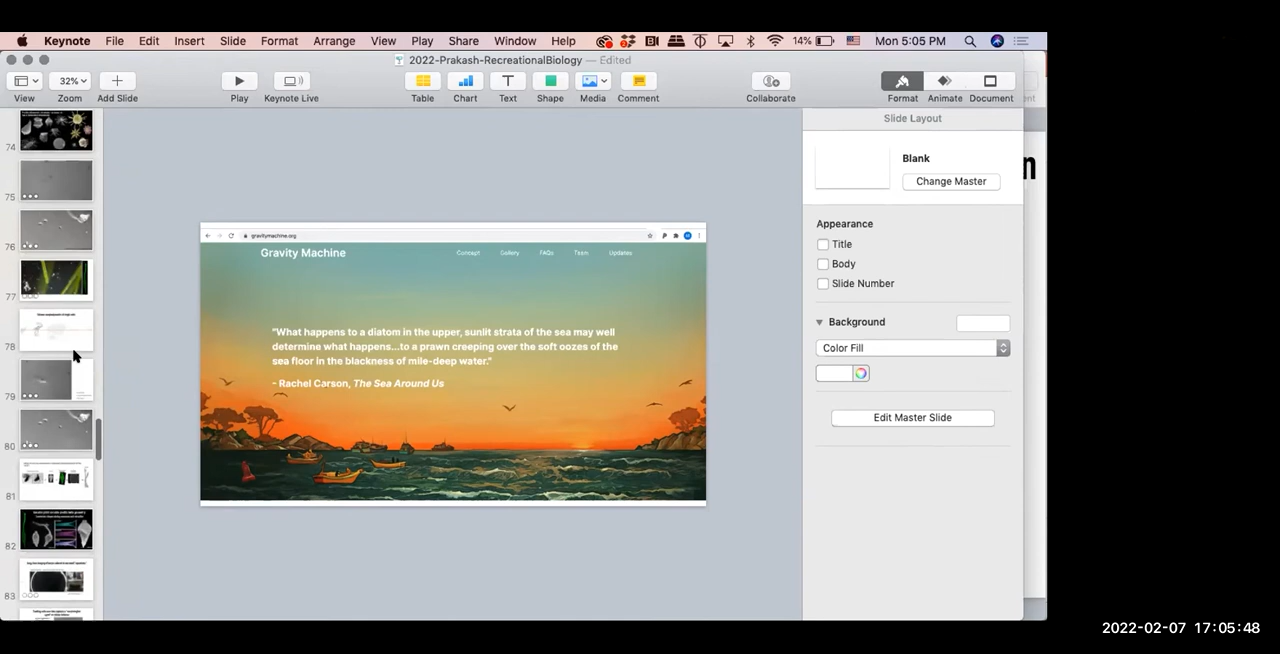 Keynote File Edit Insert Slide Format Arrange View Play Share Window Help 14% Mon 5:05 PM
2022-Prakash-RecreationalBiology — Edited
32%
View Zoom Add Slide Play Keynote Live Table Chart Text Shape Media Comment Collaborate Format Animate Document
Slide Layout
Blank
Change Master
Appearance
Title
Body
Slide Number
Background
Color Fill
Edit Master Slide
74
75
76
77
78
79
80
81
82
83
gravitymachine.org
Gravity Machine Concept Gallery FAQs Team Updates
"What happens to a diatom in the upper, sunlit strata of the sea may well
determine what happens...to a prawn creeping over the soft oozes of the
sea floor in the blackness of mile-deep water."
- Rachel Carson, The Sea Around Us
n
2022-02-07 17:05:48